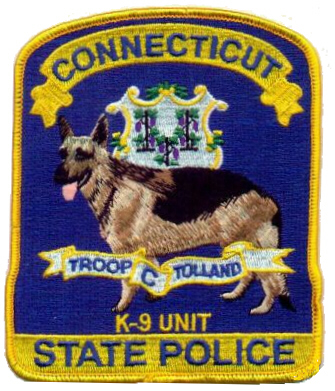 CONNECTICUT
TROOP C TOLLAND
K-9 UNIT
STATE POLICE